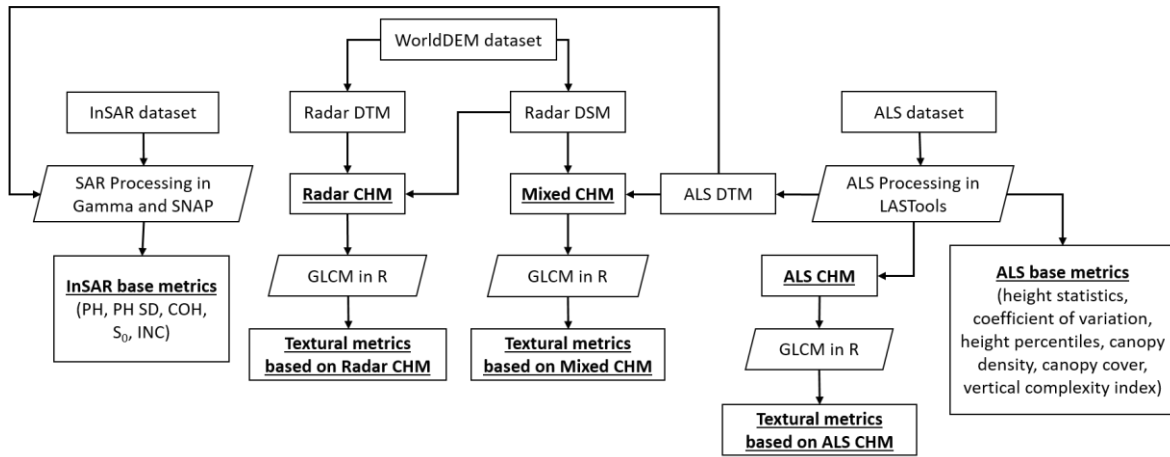 WorldDEM dataset
InSAR dataset
Radar DTM
Radar DSM
ALS dataset
SAR Processing in
Gamma and SNAP
Radar CHM
Mixed CHM
ALS DTM
ALS Processing in
LASTools
InSAR base metrics
(PH, PH SD, COH,
S₀, INC)
GLCM in R
GLCM in R
ALS CHM
ALS base metrics
(height statistics,
coefficient of variation,
height percentiles, canopy
density, canopy cover,
vertical complexity index)
Textural metrics
based on Radar CHM
Textural metrics
based on Mixed CHM
GLCM in R
Textural metrics
based on ALS CHM